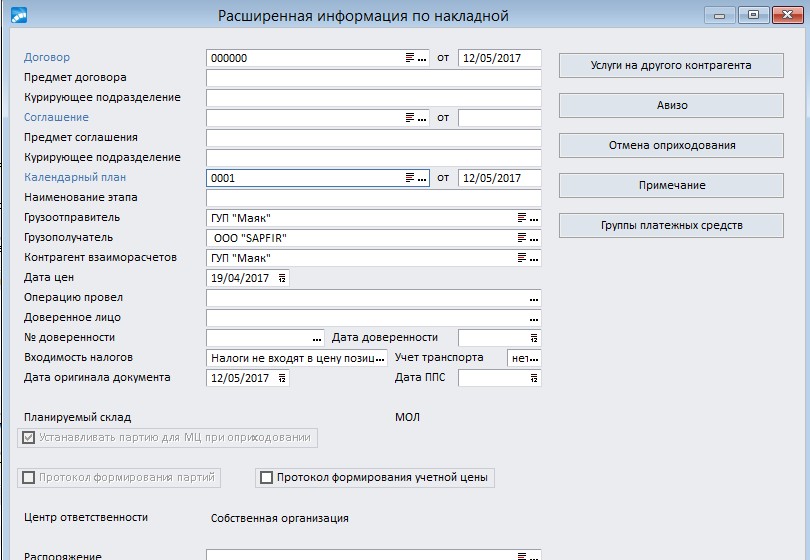 Расширенная информация по накладной
Договор 000000 от 12/05/2017
Услуги на другого контрагента
Предмет договора
Курирующее подразделение
Авизо
Соглашение от
Предмет соглашения
Отмена оприходования
Курирующее подразделение
Календарный план 0001 от 12/05/2017
Примечание
Наименование этапа
Грузоотправитель ГУП "Маяк"
Группы платежных средств
Грузополучатель ООО "SAPFIR"
Контрагент взаиморасчетов ГУП "Маяк"
Дата цен 19/04/2017
Операцию провел
Доверенное лицо
№ доверенности Дата доверенности
Входимость налогов Налоги не входят в цену позиц... Учет транспорта нет...
Дата оригинала документа 12/05/2017 Дата ППС
Планируемый склад МОЛ
Устанавливать партию для МЦ при оприходовании
Протокол формирования партий Протокол формирования учетной цены
Центр ответственности Собственная организация
Распоряжение